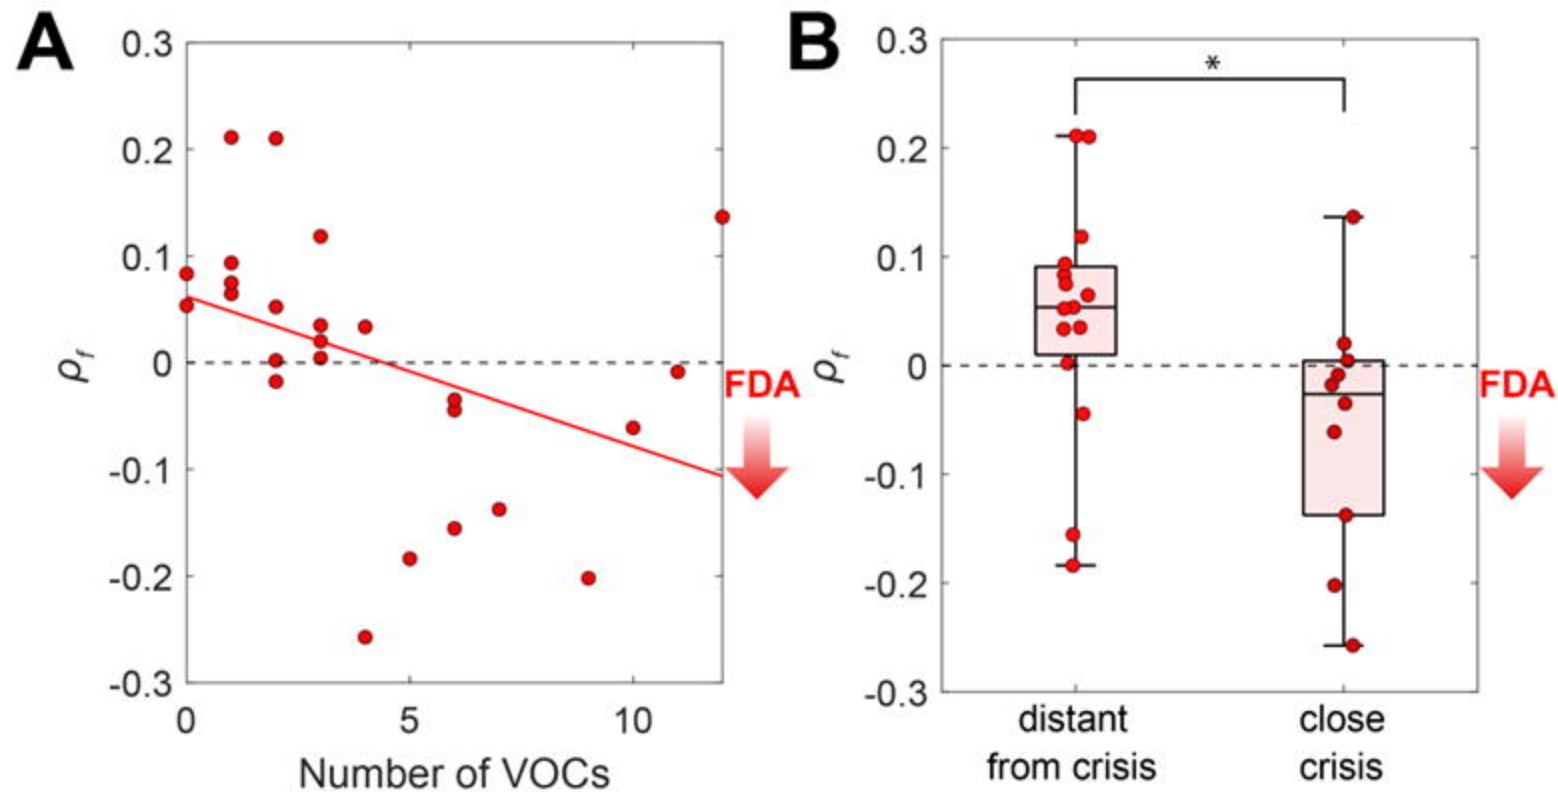 A
0.3
0.2
0.1
0
-0.1
-0.2
-0.3
ρf
0 5 10
Number of VOCs
FDA
B
0.3
0.2
0.1
0
-0.1
-0.2
-0.3
ρf
*
distant
from crisis
close
crisis
FDA